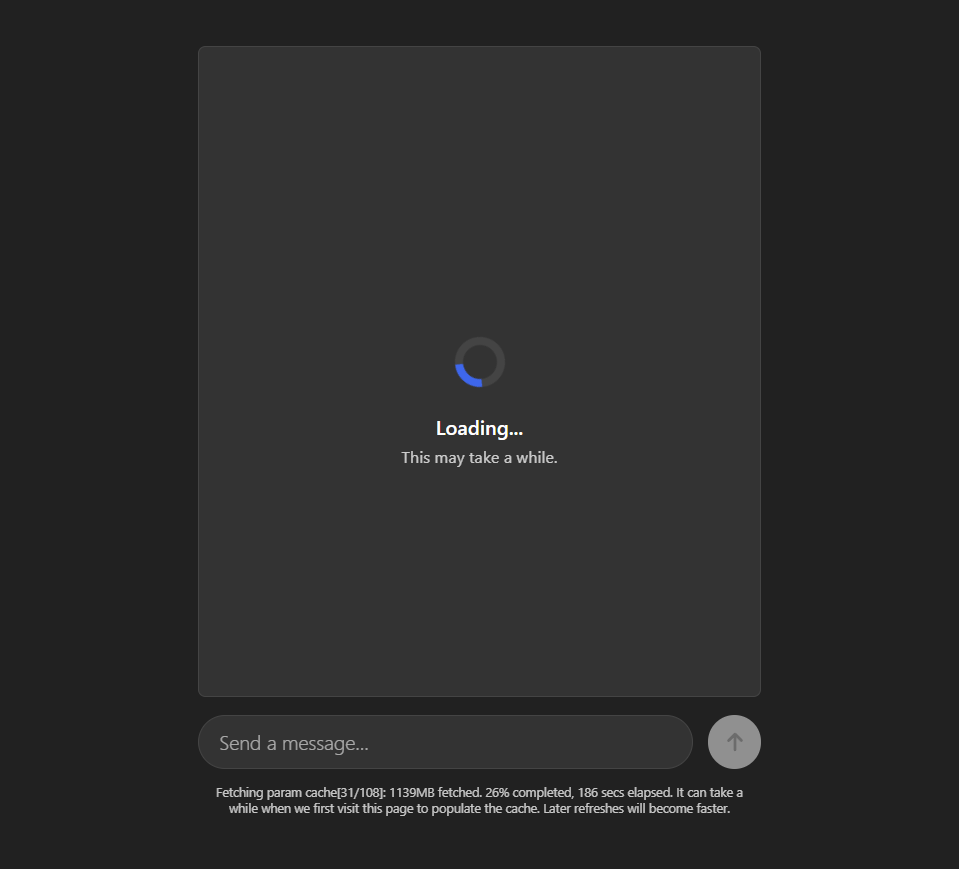 Loading...
This may take a while.
Send a message...
Fetching param cache[31/108]: 1139MB fetched. 26% completed, 186 secs elapsed. It can take a
while when we first visit this page to populate the cache. Later refreshes will become faster.